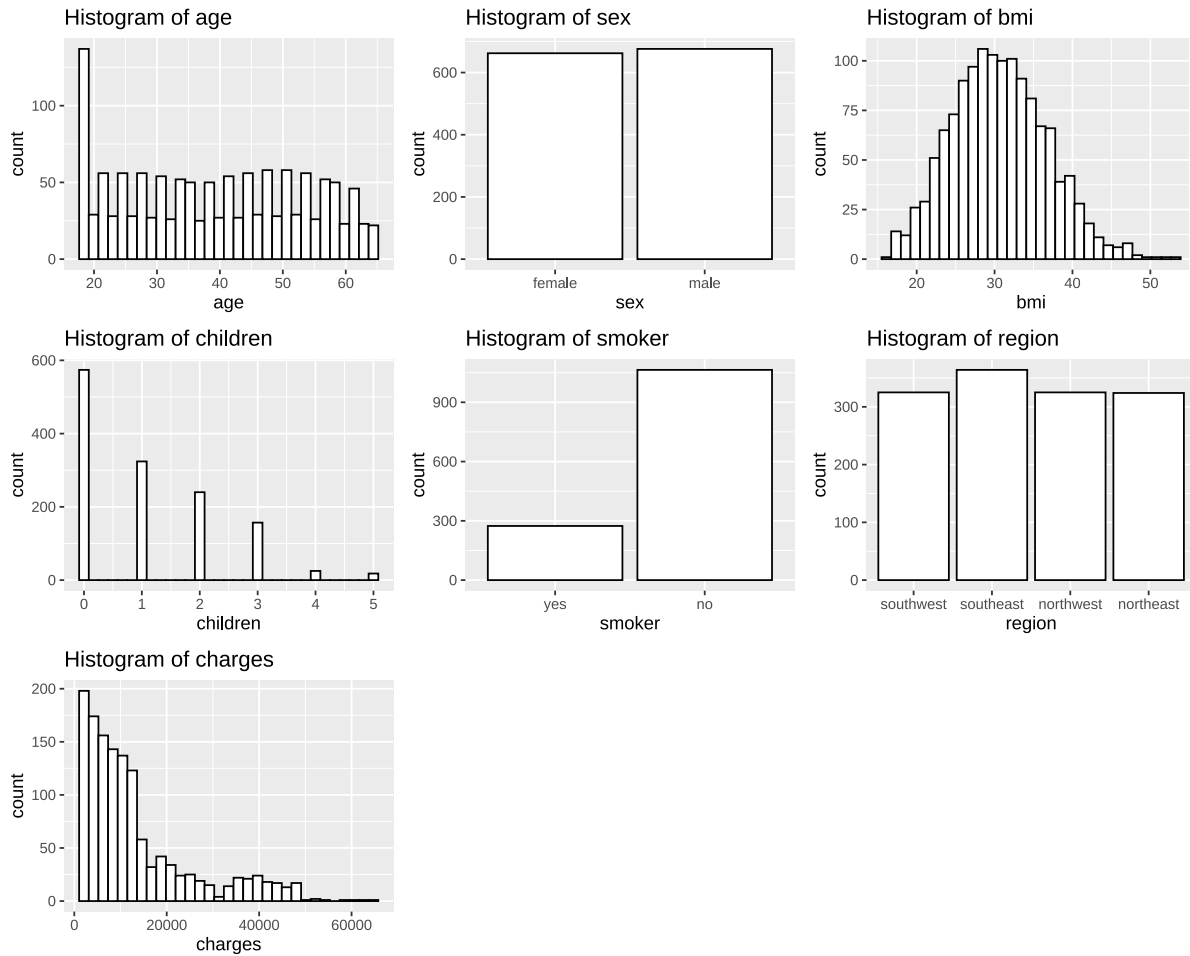 Histogram of age
count
0
50
100
20 30 40 50 60
age
Histogram of sex
count
0
200
400
600
female male
sex
Histogram of bmi
count
0
25
50
75
100
20 30 40 50
bmi
Histogram of children
count
0
200
400
600
0 1 2 3 4 5
children
Histogram of smoker
count
0
300
600
900
yes no
smoker
Histogram of region
count
0
100
200
300
southwest southeast northwest northeast
region
Histogram of charges
count
0
50
100
150
200
0 20000 40000 60000
charges